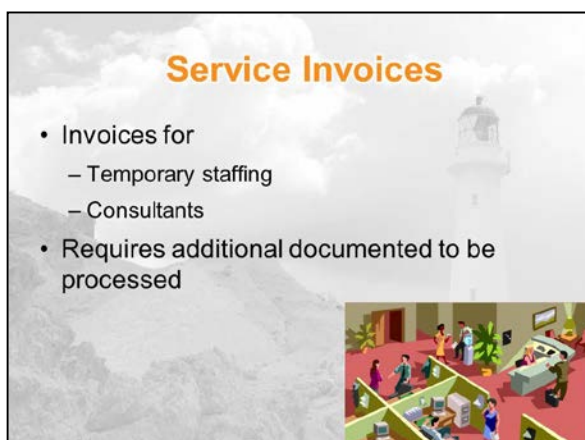 Service Invoices
• Invoices for
– Temporary staffing
– Consultants
• Requires additional documented to be
processed